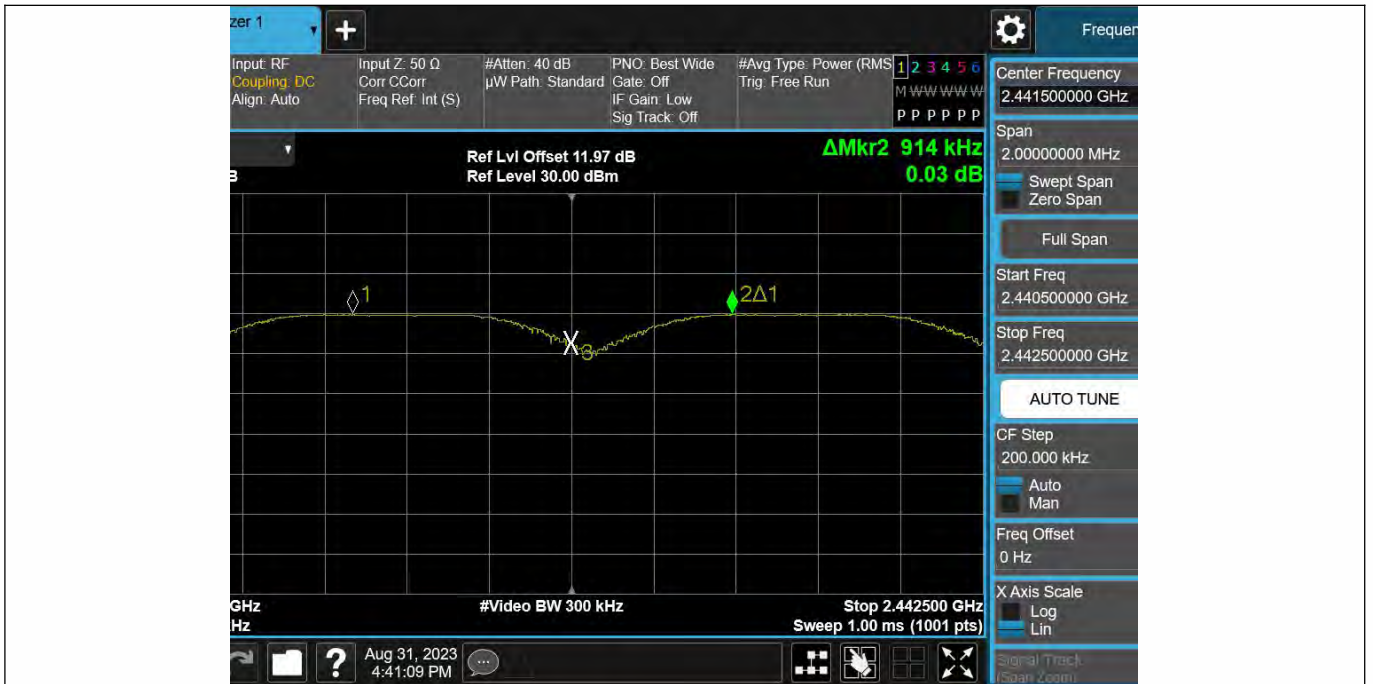 zer 1
Frequen
Input: RF
Coupling: DC
Align: Auto
Input Z: 50 Ω
Corr CCorr
Freq Ref: Int (S)
#Atten: 40 dB
µW Path: Standard
PNO: Best Wide
Gate: Off
IF Gain: Low
Sig Track: Off
#Avg Type: Power (RMS
Trig: Free Run
1 2 3 4 5 6
M W W W W W
P P P P P P
Ref Lvl Offset 11.97 dB
Ref Level 30.00 dBm
ΔMkr2 914 kHz
0.03 dB
1
2Δ1
3
GHz
Hz
#Video BW 300 kHz
Stop 2.442500 GHz
Sweep 1.00 ms (1001 pts)
?
Aug 31, 2023
4:41:09 PM
Center Frequency
2.441500000 GHz
Span
2.00000000 MHz
Swept Span
Zero Span
Full Span
Start Freq
2.440500000 GHz
Stop Freq
2.442500000 GHz
AUTO TUNE
CF Step
200.000 kHz
Auto
Man
Freq Offset
0 Hz
X Axis Scale
Log
Lin
Signal Track
(Span Zoom)